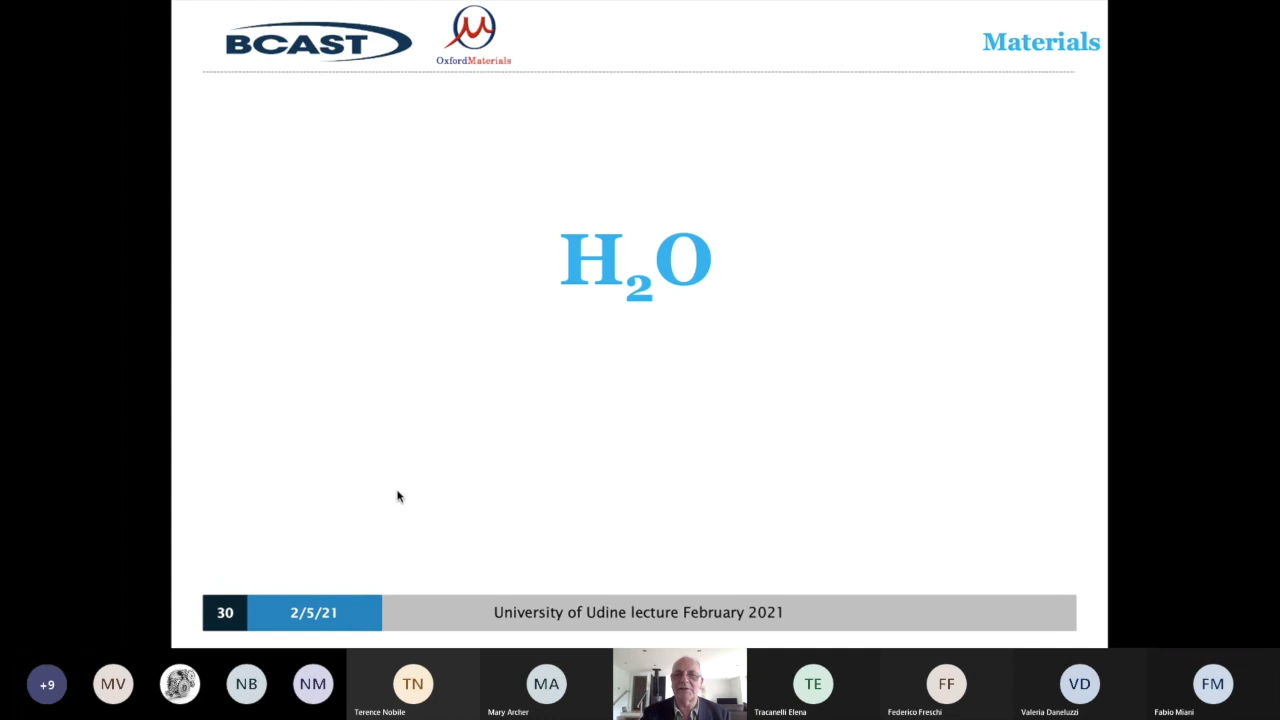 BCAST
OxfordMaterials
Materials
H₂O
30
2/5/21
University of Udine lecture February 2021
+9
MV
NB
NM
TN
Terence Nobile
MA
Mary Archer
TE
Tracanelli Elena
FF
Federico Freschi
VD
Valeria Daneluzzi
FM
Fabio Miani